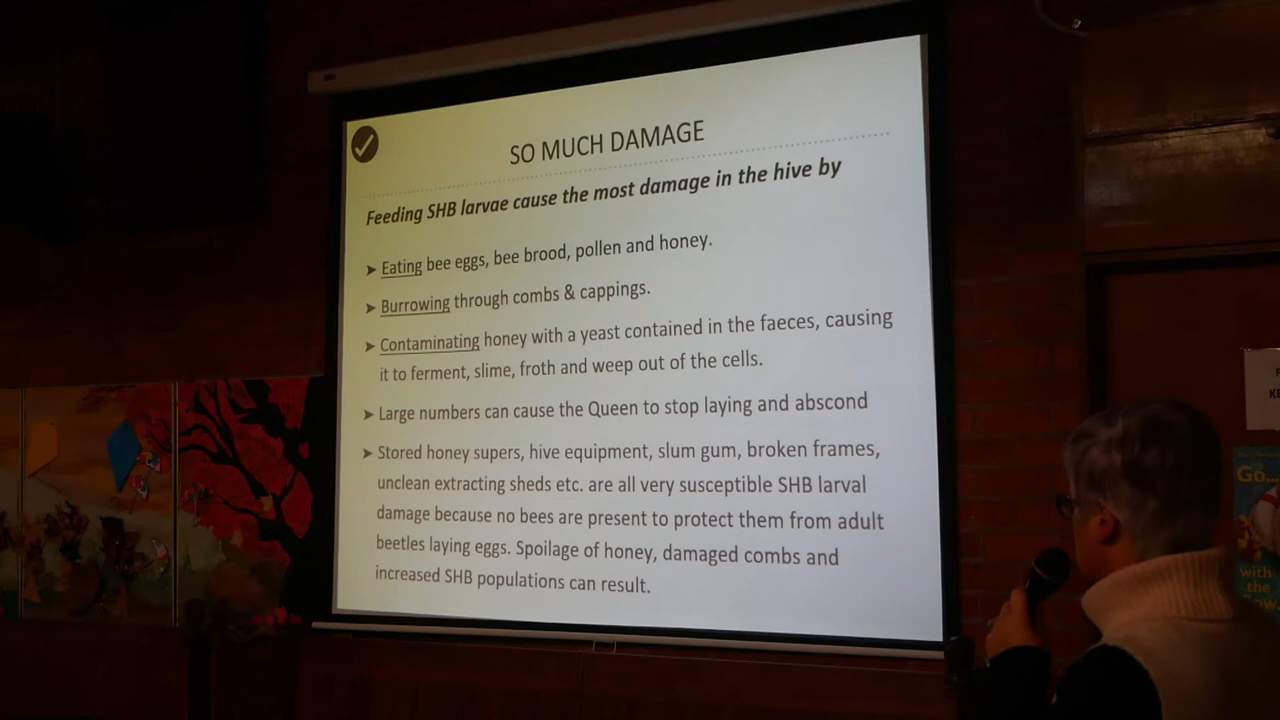 SO MUCH DAMAGE
Feeding SHB larvae cause the most damage in the hive by
➤ Eating bee eggs, bee brood, pollen and honey.
➤ Burrowing through combs & cappings.
➤ Contaminating honey with a yeast contained in the faeces, causing
it to ferment, slime, froth and weep out of the cells.
➤ Large numbers can cause the Queen to stop laying and abscond
➤ Stored honey supers, hive equipment, slum gum, broken frames,
unclean extracting sheds etc. are all very susceptible SHB larval
damage because no bees are present to protect them from adult
beetles laying eggs. Spoilage of honey, damaged combs and
increased SHB populations can result.
Go...
with
the